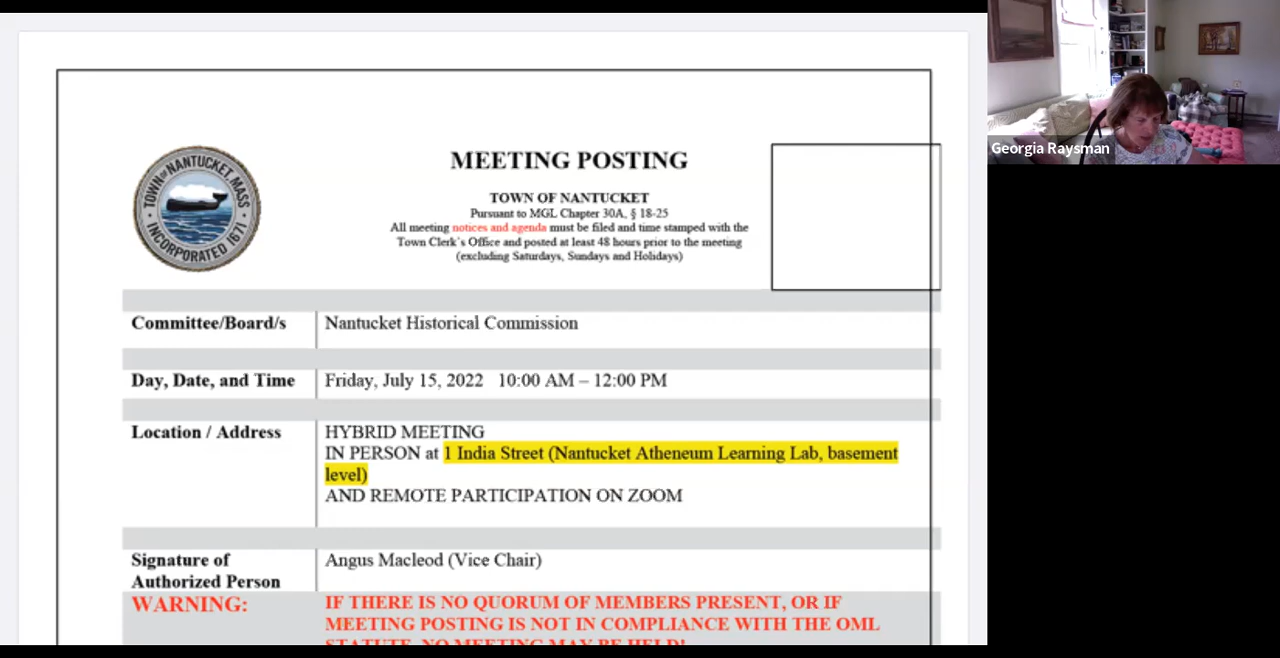 TOWN OF NANTUCKET MASS
INCORPORATED 1671
MEETING POSTING
TOWN OF NANTUCKET
Pursuant to MGL Chapter 30A, § 18-25
All meeting notices and agenda must be filed and time stamped with the
Town Clerk's Office and posted at least 48 hours prior to the meeting
(excluding Saturdays, Sundays and Holidays)
Committee/Board/s
Nantucket Historical Commission
Day, Date, and Time
Friday, July 15, 2022 10:00 AM – 12:00 PM
Location / Address
HYBRID MEETING
IN PERSON at 1 India Street (Nantucket Atheneum Learning Lab, basement
level)
AND REMOTE PARTICIPATION ON ZOOM
Signature of
Authorized Person
Angus Macleod (Vice Chair)
WARNING:
IF THERE IS NO QUORUM OF MEMBERS PRESENT, OR IF
MEETING POSTING IS NOT IN COMPLIANCE WITH THE OML
STATUTE, NO MEETING MAY BE HELD!
Georgia Raysman